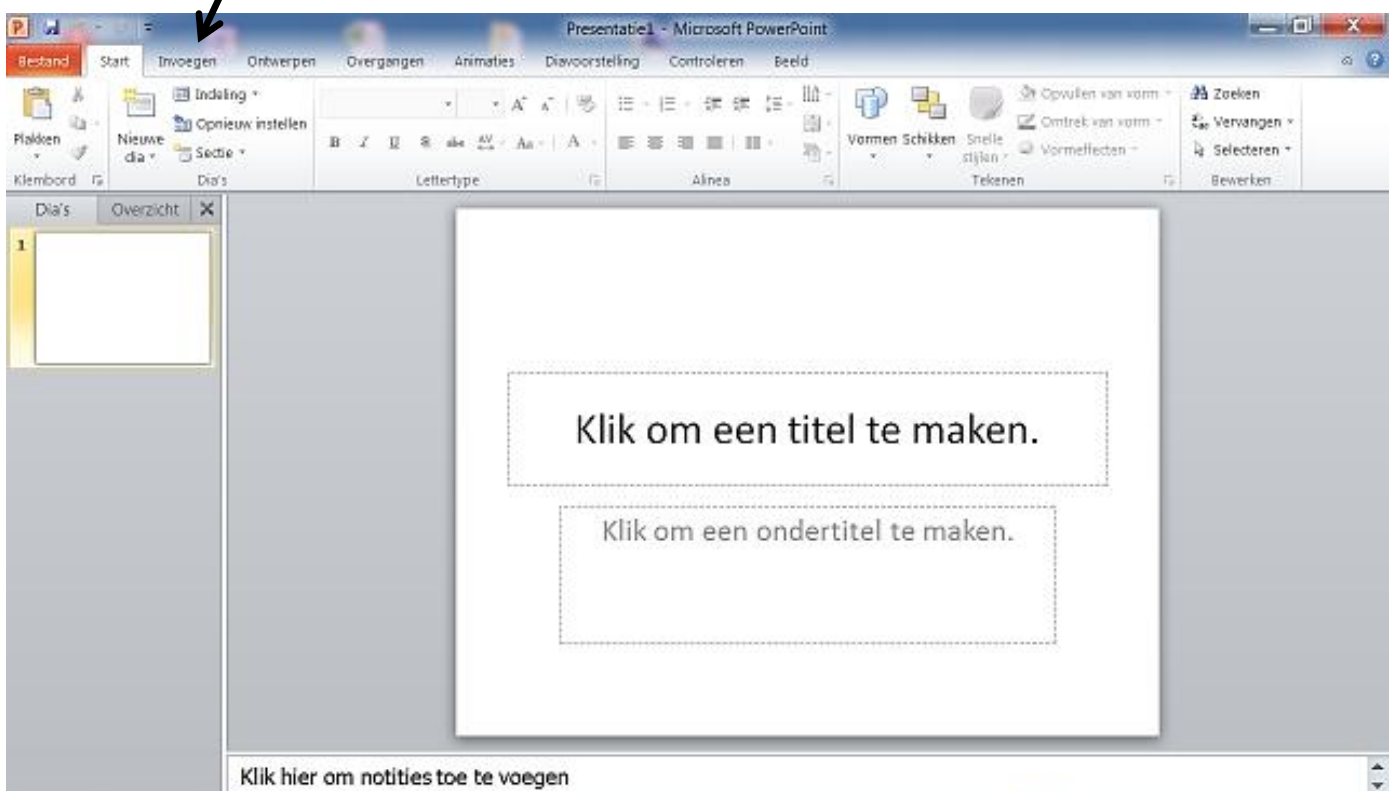 Presentatie1 - Microsoft PowerPoint
Bestand Start Invoegen Ontwerpen Overgangen Animaties Diavoorstelling Controleren Beeld
Plakken
Nieuwe dia
Indeling
Opnieuw instellen
Sectie
B I U S abc AV Aa A
Vormen Schikken Snelle stijlen
Opvullen van vorm
Omtrek van vorm
Vormeffecten
Zoeken
Vervangen
Selecteren
Klembord Dia's Lettertype Alinea Tekenen Bewerken
Dia's Overzicht
1
Klik om een titel te maken.
Klik om een ondertitel te maken.
Klik hier om notities toe te voegen